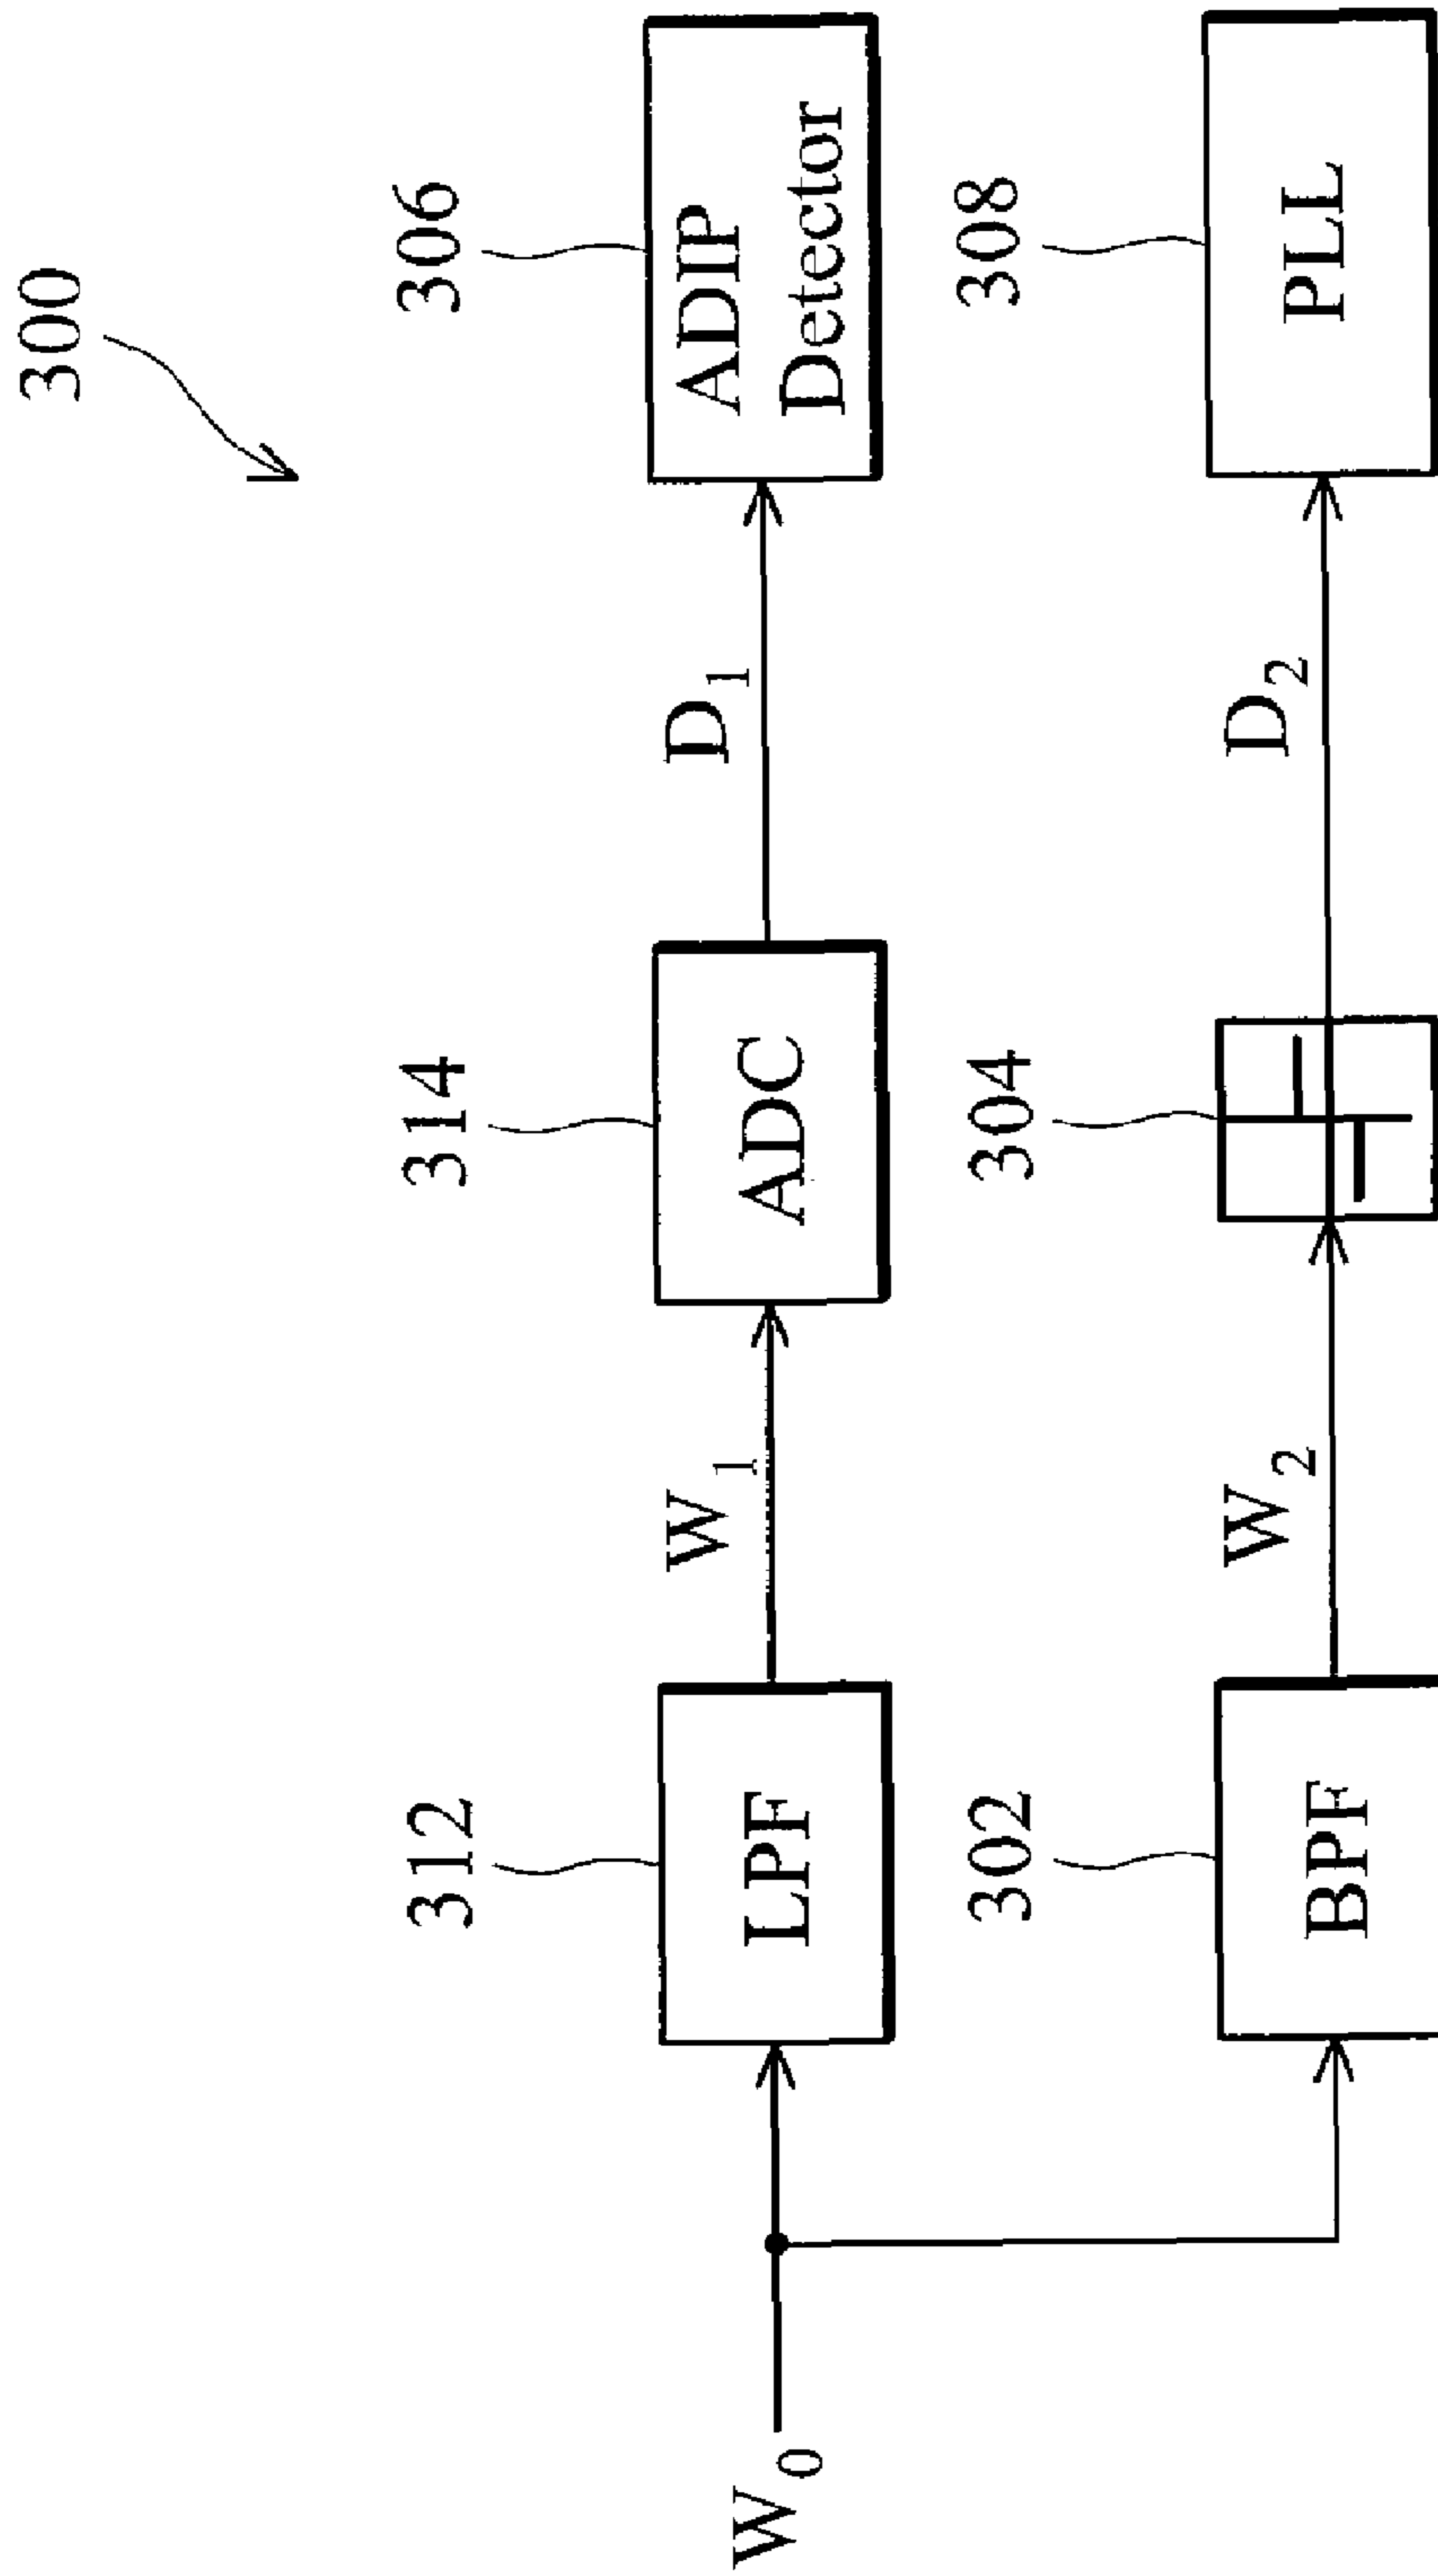 300
312
314
306
W0
LPF
W1
ADC
D1
ADIP
Detector
302
304
308
BPF
W2
D2
PLL